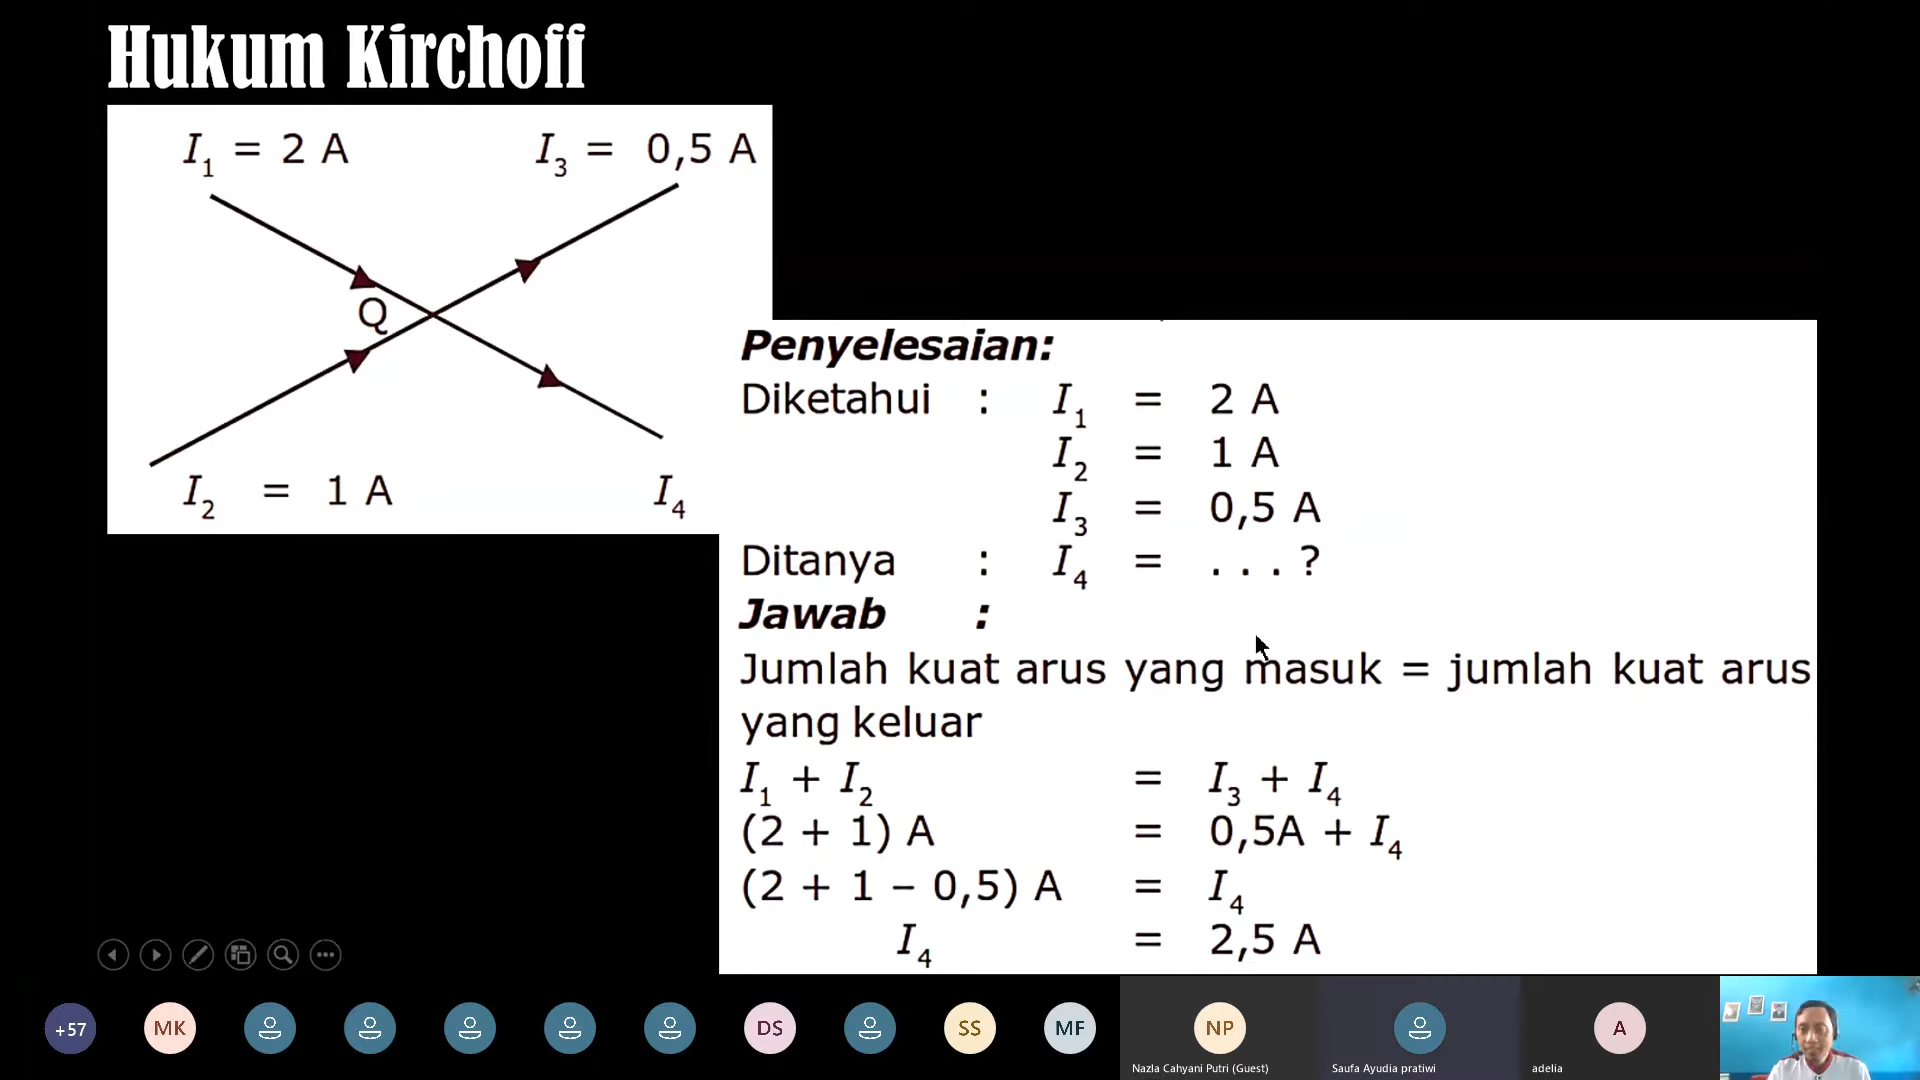 Hukum Kirchoff
I1 = 2 A
I3 = 0,5 A
Q
I2 = 1 A
I4
Penyelesaian:
Diketahui : I1 = 2 A
I2 = 1 A
I3 = 0,5 A
Ditanya : I4 = . . . ?
Jawab :
Jumlah kuat arus yang masuk = jumlah kuat arus
yang keluar
I1 + I2 = I3 + I4
(2 + 1) A = 0,5A + I4
(2 + 1 – 0,5) A = I4
I4 = 2,5 A
+57
MK
DS
SS
MF
NP
A
Nazla Cahyani Putri (Guest)
Saufa Ayudia pratiwi
adelia